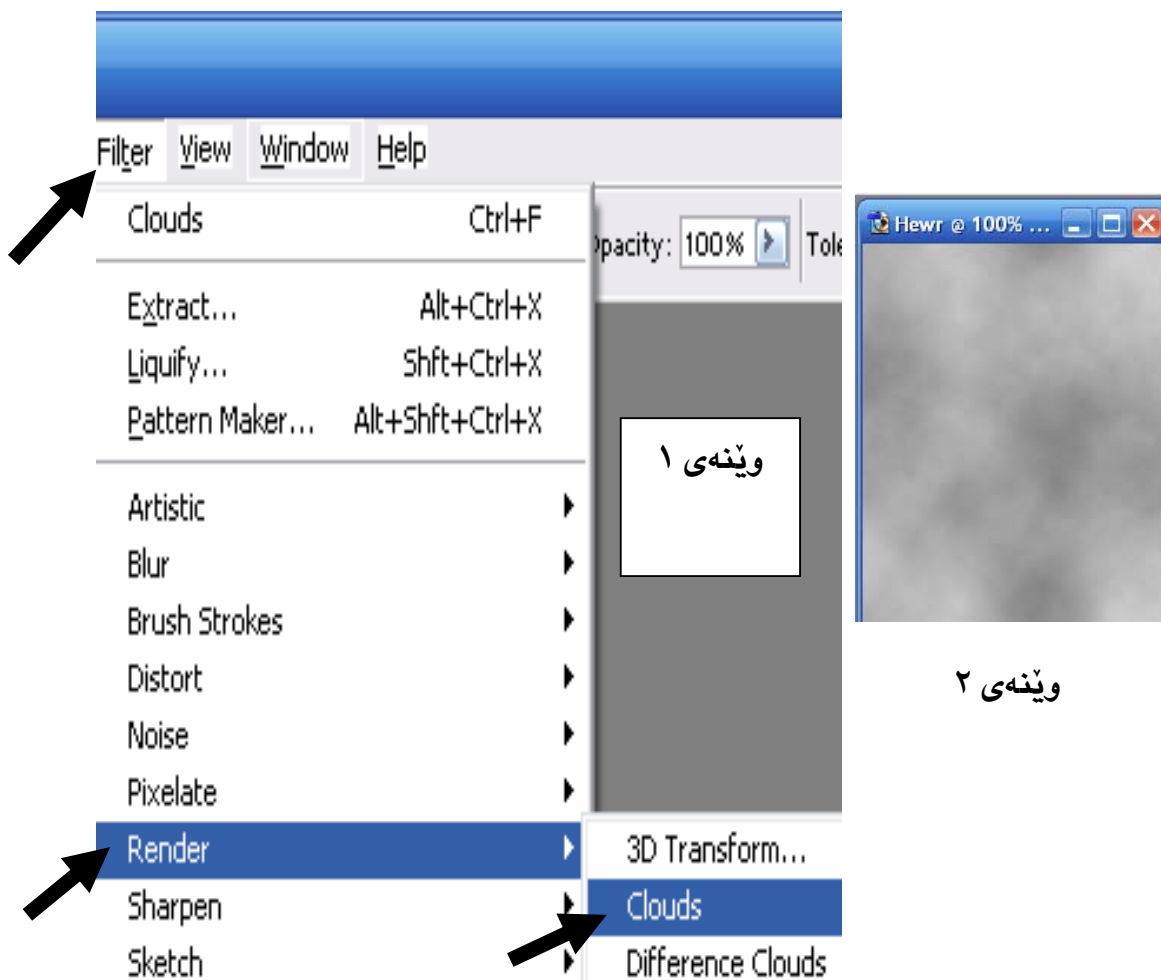 Filter View Window Help
Clouds Ctrl+F
Opacity: 100% Tole
Extract... Alt+Ctrl+X
Liquify... Shft+Ctrl+X
Pattern Maker... Alt+Shft+Ctrl+X
Artistic
Blur
Brush Strokes
Distort
Noise
Pixelate
Render
Sharpen
Sketch
3D Transform...
Clouds
Difference Clouds
وێنەی ١
Hewr @ 100% ...
وێنەی ٢